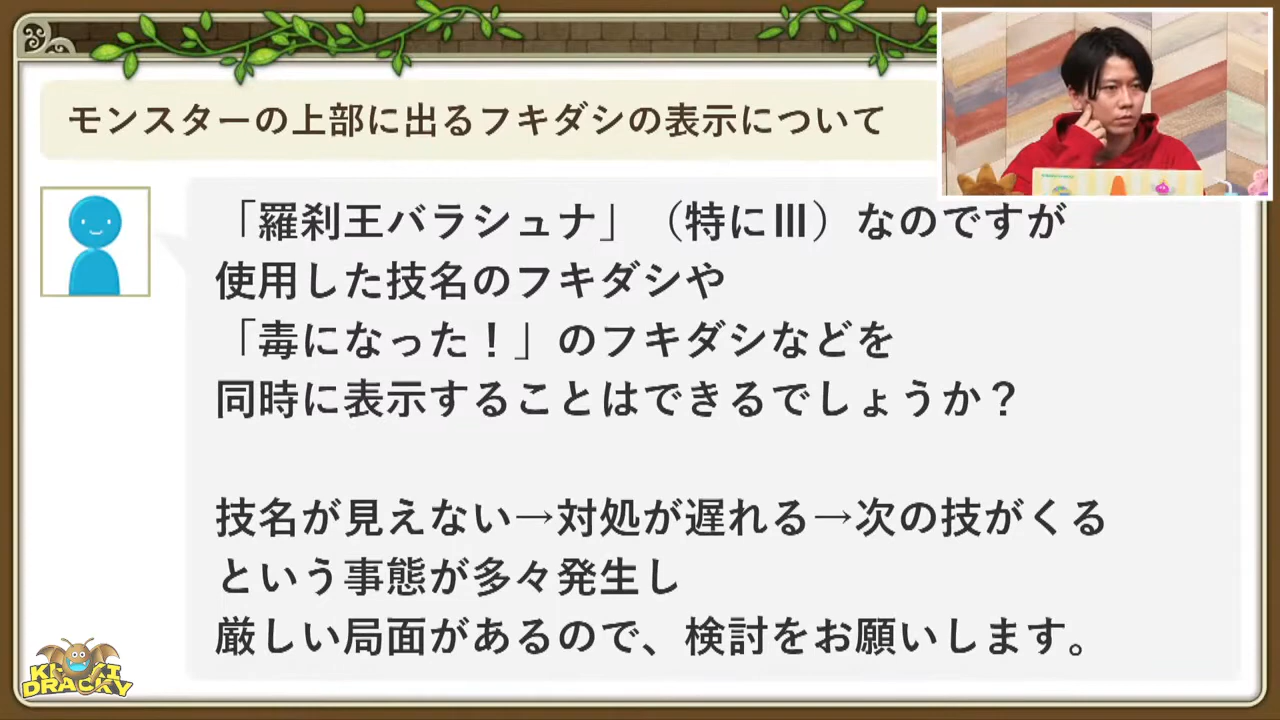 モンスターの上部に出るフキダシの表示について
「羅刹王バラシュナ」（特にⅢ）なのですが
使用した技名のフキダシや
「毒になった！」のフキダシなどを
同時に表示することはできるでしょうか？
技名が見えない→対処が遅れる→次の技がくる
という事態が多々発生し
厳しい局面があるので、検討をお願いします。
DRACKY